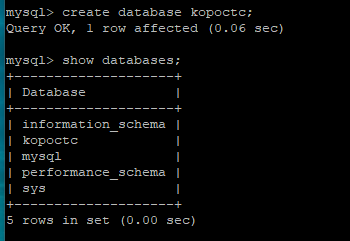 mysql> create database kopoctc;
Query OK, 1 row affected (0.06 sec)
mysql> show databases;
+--------------------+
| Database           |
+--------------------+
| information_schema |
| kopoctc            |
| mysql              |
| performance_schema |
| sys                |
+--------------------+
5 rows in set (0.00 sec)